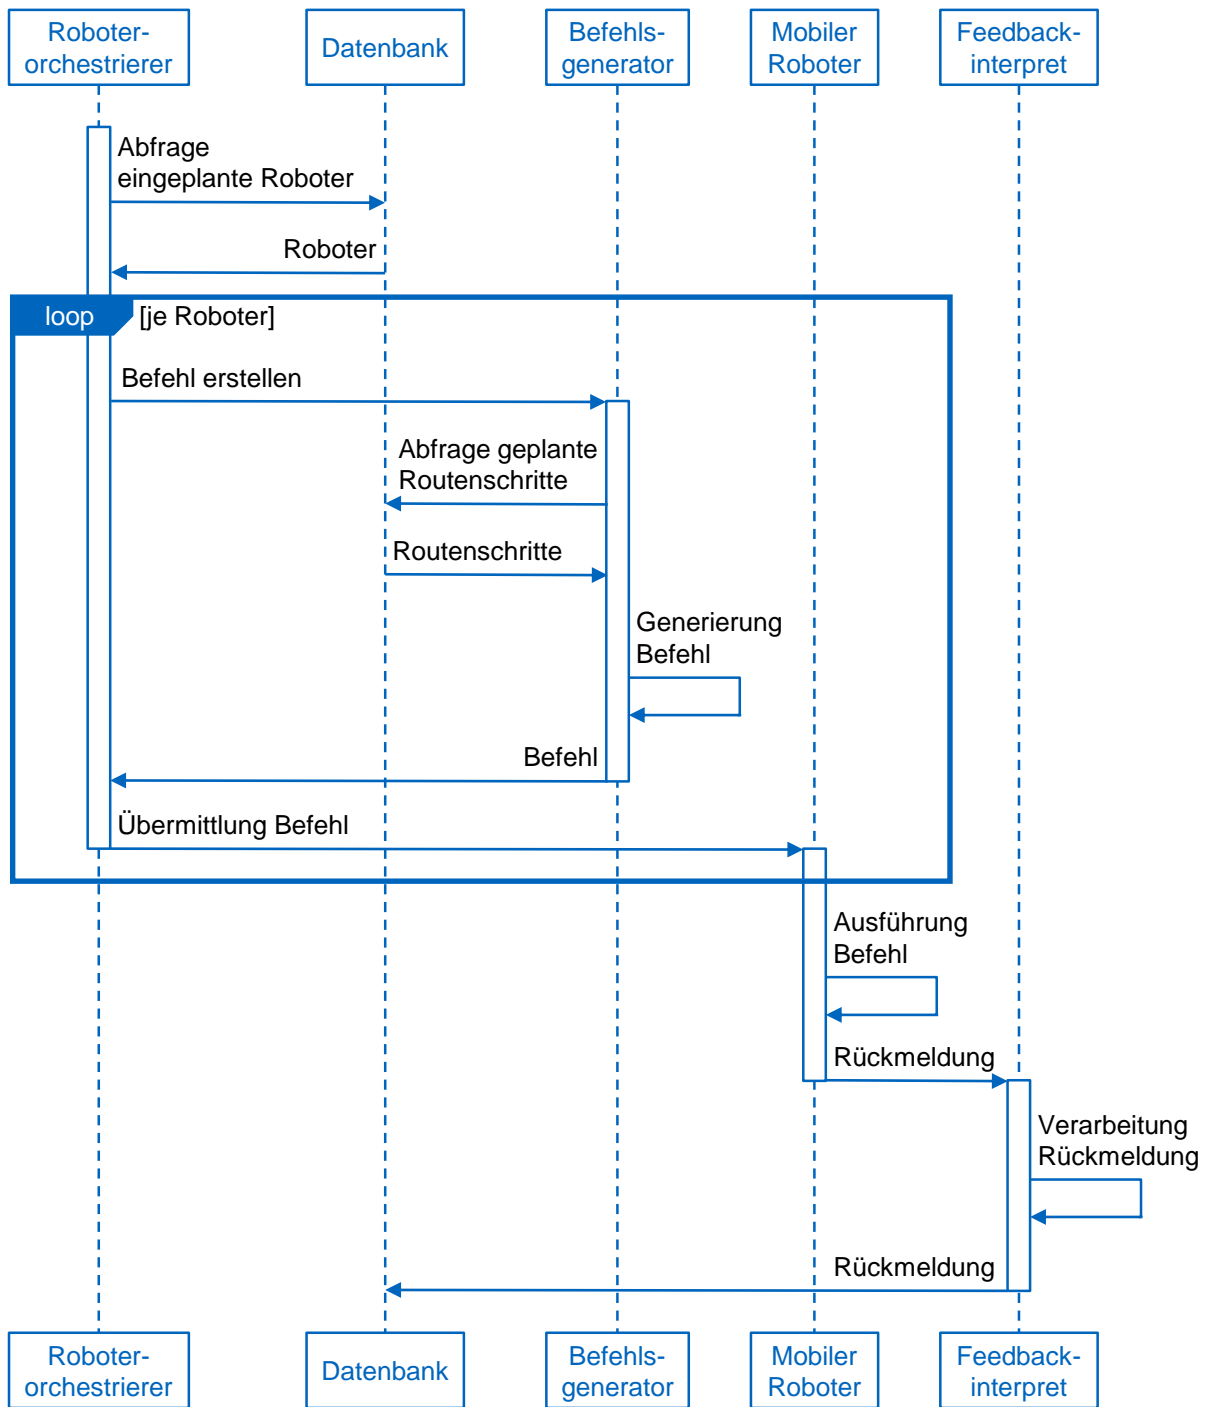 Roboter-
orchestrierer
Datenbank
Befehls-
generator
Mobiler
Roboter
Feedback-
interpret
Abfrage
eingeplante Roboter
Roboter
loop
[je Roboter]
Befehl erstellen
Abfrage geplante
Routenschritte
Routenschritte
Generierung
Befehl
Befehl
Übermittlung Befehl
Ausführung
Befehl
Rückmeldung
Verarbeitung
Rückmeldung
Rückmeldung
Roboter-
orchestrierer
Datenbank
Befehls-
generator
Mobiler
Roboter
Feedback-
interpret